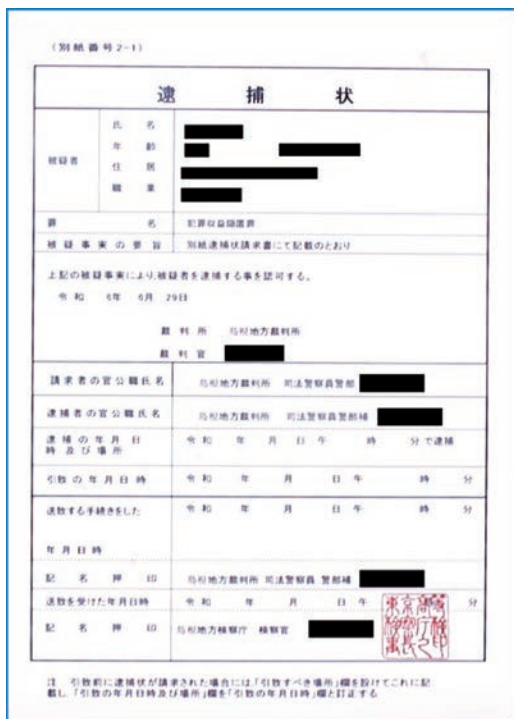 (別紙番号2-1)
逮捕状
被疑者
氏名
年齢
住居
職業
罪名 犯罪収益隠匿罪
被疑事実の要旨 別紙逮捕状請求書にて記載のとおり
上記の被疑事実により、被疑者を逮捕する事を認可する。
令和 6年 6月 29日
裁判所 鳥取地方裁判所
裁判官
請求者の官公職氏名 鳥取地方裁判所 司法警察員警部
逮捕者の官公職氏名 鳥取地方裁判所 司法警察員警部補
逮捕の年月日 令和 年 月 日 午 時 分で逮捕
時及び場所
引致の年月日時 令和 年 月 日 午 時 分
送致する手続きをした 令和 年 月 日 午 時 分
年月日時
記名押印 鳥取地方裁判所 司法警察員 警部補
送致を受けた年月日時 令和 年 月 日 午 分
記名押印 鳥取地方検察庁 検察官
注 引致前に逮捕状が請求された場合には、「引致すべき場所」欄を設けてこれに記
載し、「引致の年月日時及び場所」欄を「引致の年月日時」欄と訂正する